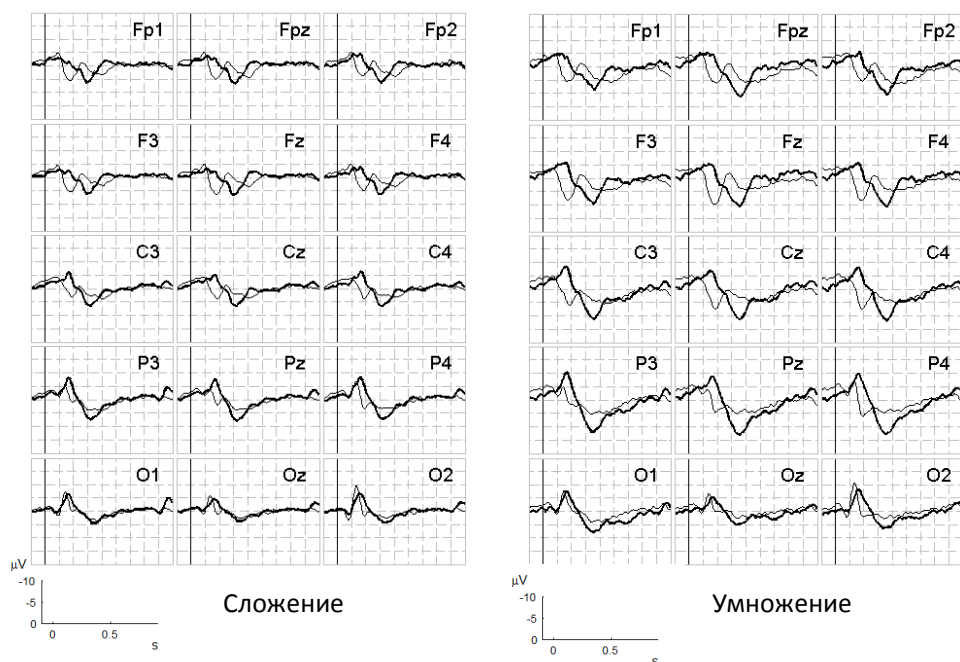 Fp1 Fpz Fp2
F3 Fz F4
C3 Cz C4
P3 Pz P4
O1 Oz O2
μV
-10
-5
0
0 0.5
s
Сложение
Fp1 Fpz Fp2
F3 Fz F4
C3 Cz C4
P3 Pz P4
O1 Oz O2
μV
-10
-5
0
0 0.5
s
Умножение